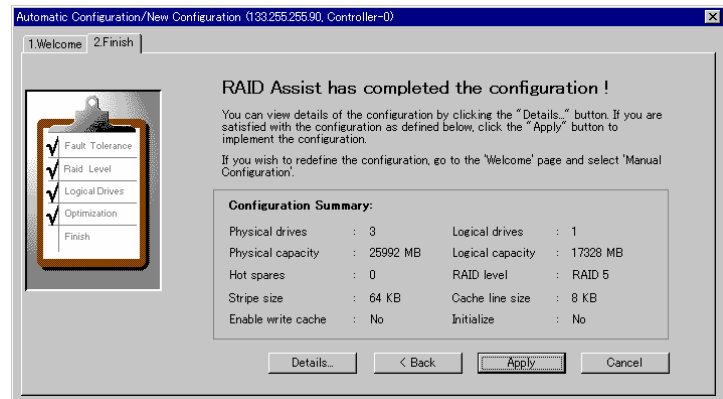 Automatic Configuration/New Configuration (133.255.255.90, Controller-0)
1.Welcome 2.Finish
RAID Assist has completed the configuration !
You can view details of the configuration by clicking the "Details..." button. If you are
satisfied with the configuration as defined below, click the "Apply" button to
implement the configuration.
If you wish to redefine the configuration, go to the 'Welcome' page and select 'Manual
Configuration'.
Fault Tolerance
Raid Level
Logical Drives
Optimization
Finish
Configuration Summary:
Physical drives : 3 Logical drives : 1
Physical capacity : 25992 MB Logical capacity : 17328 MB
Hot spares : 0 RAID level : RAID 5
Stripe size : 64 KB Cache line size : 8 KB
Enable write cache : No Initialize : No
Details... < Back Apply Cancel